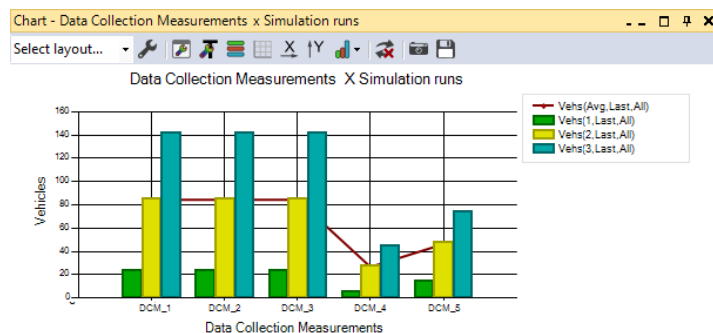 Chart - Data Collection Measurements x Simulation runs
Select layout...
X
Y
Data Collection Measurements X Simulation runs
160
140
120
100
80
60
40
20
0
Vehicles
DCM_1 DCM_2 DCM_3 DCM_4 DCM_5
Data Collection Measurements
Vehs(Avg,Last,All)
Vehs(1,Last,All)
Vehs(2,Last,All)
Vehs(3,Last,All)